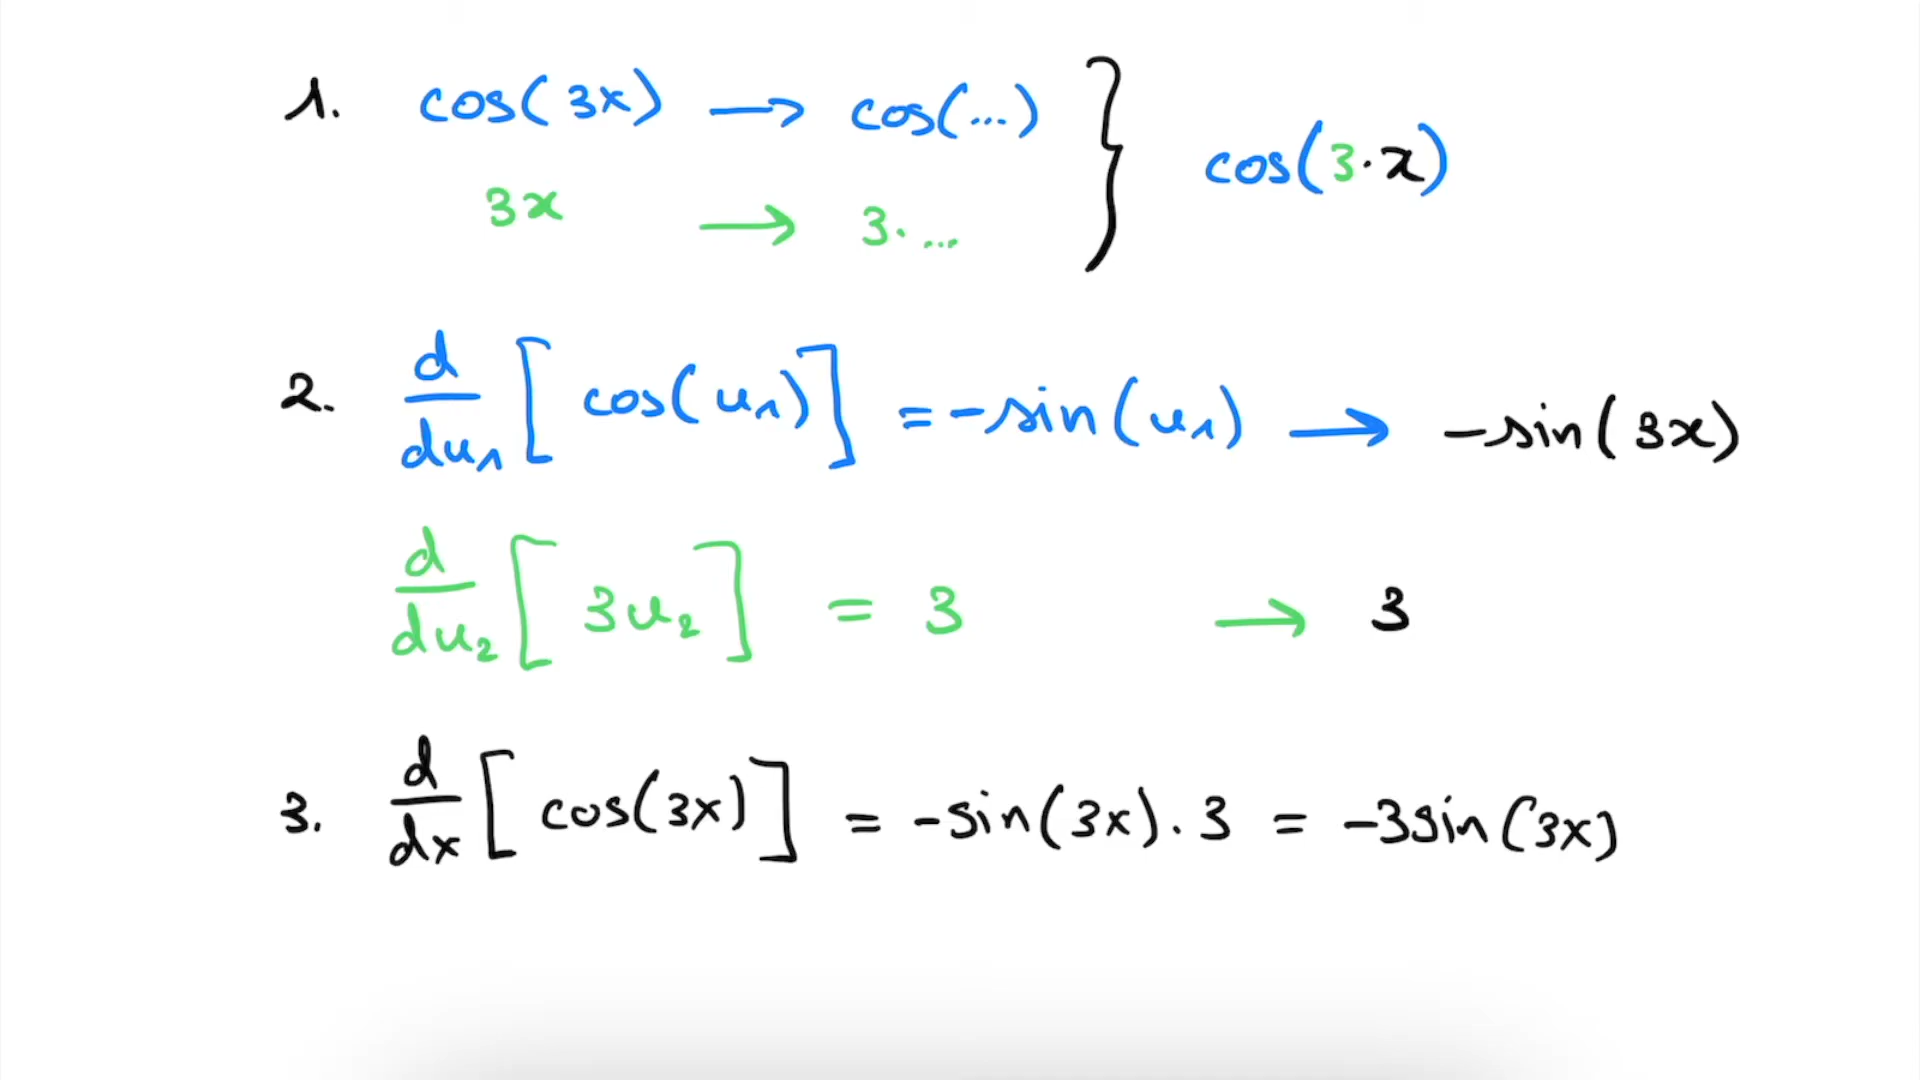 1. cos(3x) → cos(...) } cos(3·x)
3x → 3. ...
2. d/du₁ [cos(u₁)] = -sin(u₁) → -sin(3x)
d/du₂ [3u₂] = 3 → 3
3. d/dx [cos(3x)] = -sin(3x).3 = -3sin(3x)